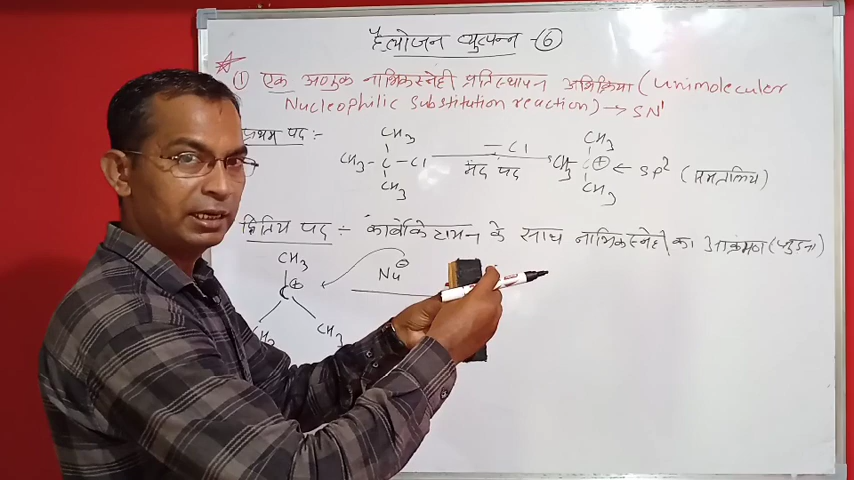 हैलोजन व्युत्पन्न -6
① एक अणुक नाभिकस्नेही प्रतिस्थापन अभिक्रिया (Unimolecular
Nucleophilic Substitution reaction) → SN¹
प्रथम पद :-
CH3
CH3 - C - Cl
CH3
- Cl
मंद पद
CH3
CH3 - C ⊕ ← SP² (समतलीय)
CH3
द्वितीय पद :- कार्बोकेटायन के साथ नाभिकस्नेही का आक्रमण (जुड़ना)
CH3
C ⊕
CH3 CH3
Nu ⊖